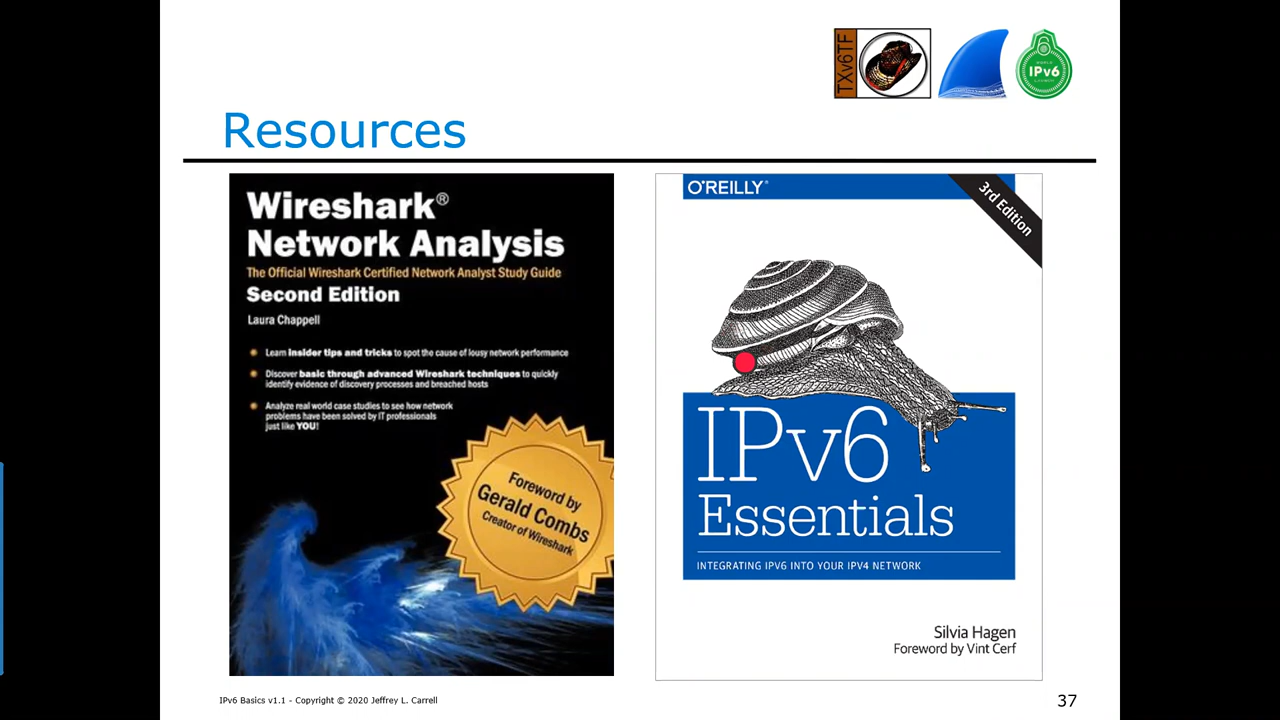 TXv6TF
WORLD
IPv6
LAUNCH
Resources
Wireshark®
Network Analysis
The Official Wireshark Certified Network Analyst Study Guide
Second Edition
Laura Chappell
Learn insider tips and tricks to spot the cause of lousy network performance
Discover basic through advanced Wireshark techniques to quickly
identify evidence of discovery processes and breached hosts
Analyze real world case studies to see how network
problems have been solved by IT professionals
just like YOU!
Foreword by
Gerald Combs
Creator of Wireshark
O'REILLY®
3rd Edition
IPv6
Essentials
INTEGRATING IPV6 INTO YOUR IPV4 NETWORK
Silvia Hagen
Foreword by Vint Cerf
IPv6 Basics v1.1 - Copyright © 2020 Jeffrey L. Carrell
37